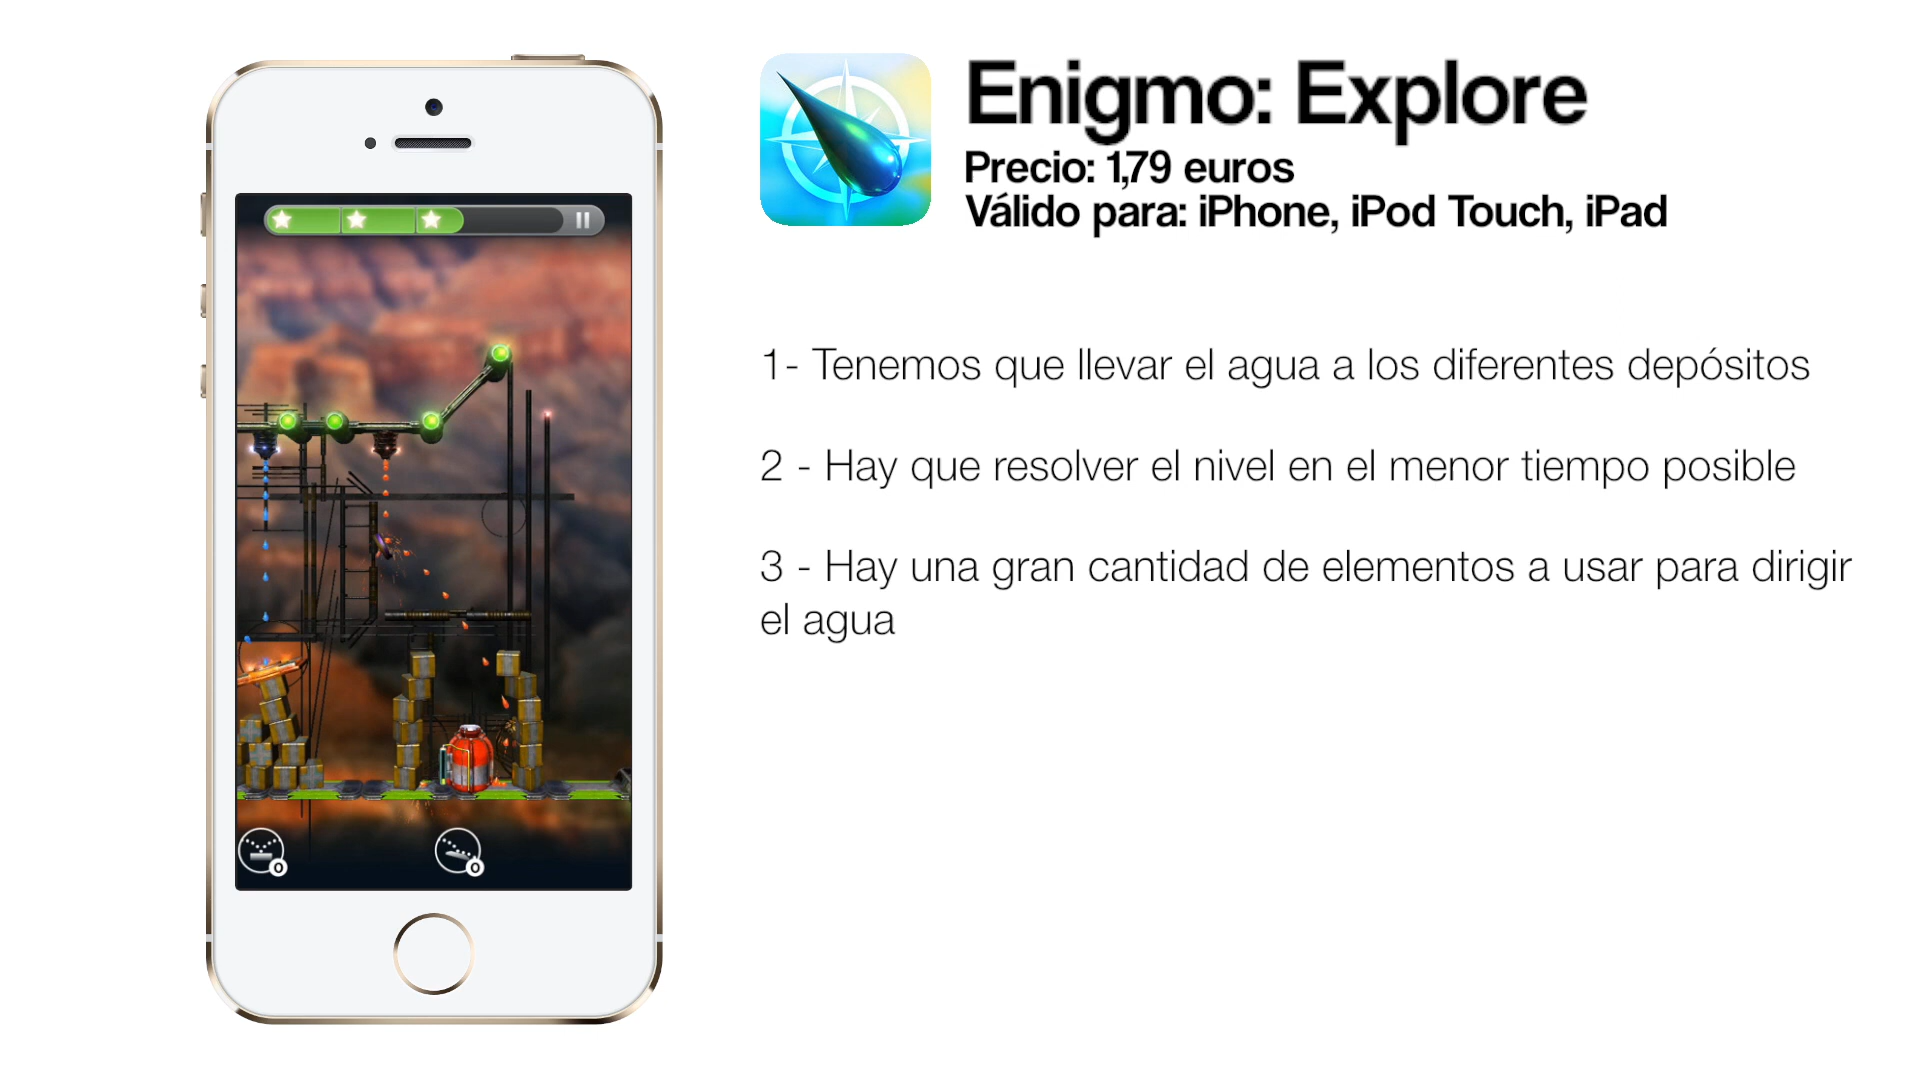 Enigmo: Explore
Precio: 1,79 euros
Válido para: iPhone, iPod Touch, iPad
1- Tenemos que llevar el agua a los diferentes depósitos
2 - Hay que resolver el nivel en el menor tiempo posible
3 - Hay una gran cantidad de elementos a usar para dirigir
el agua
0
0